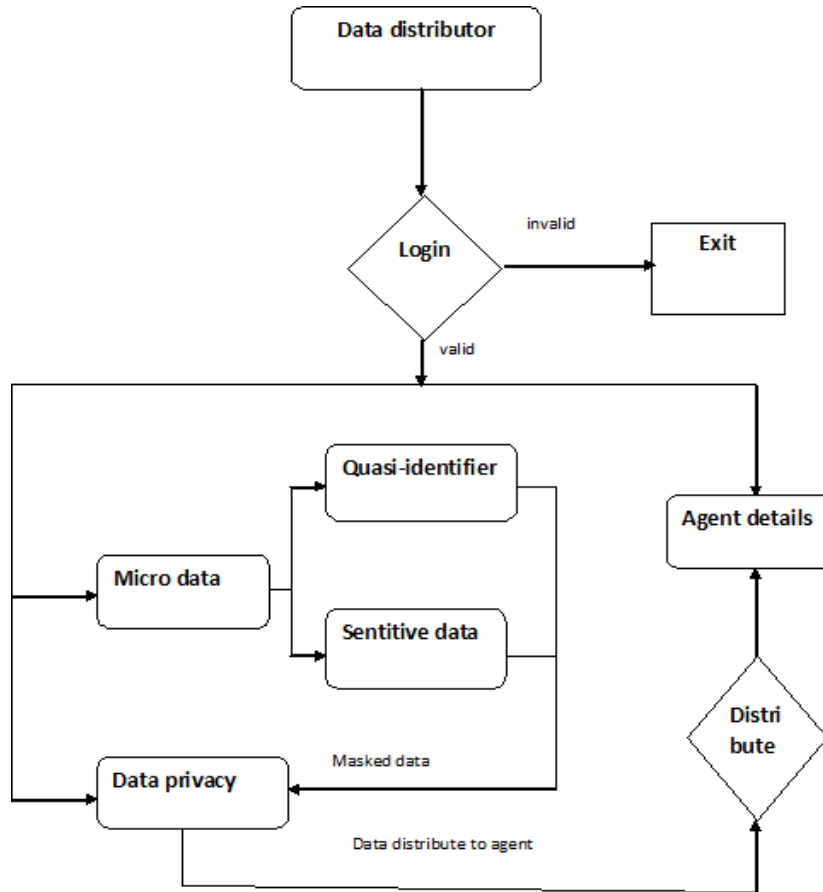 Data distributor
Login
invalid
Exit
valid
Quasi-identifier
Agent details
Micro data
Sentitive data
Distri
bute
Masked data
Data privacy
Data distribute to agent